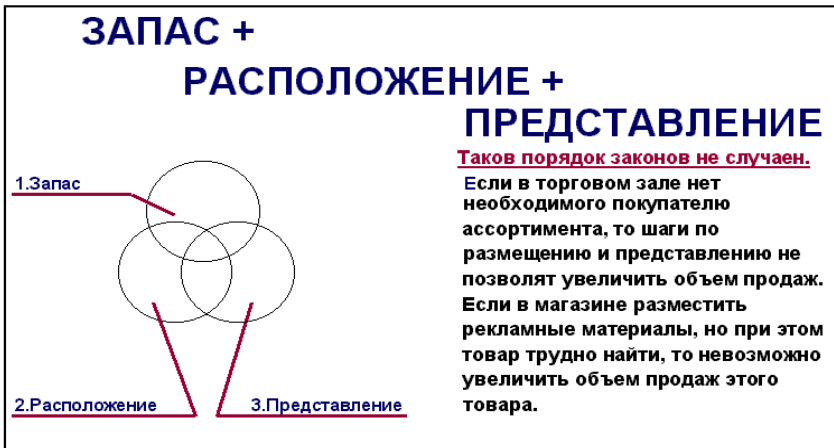 ЗАПАС +
РАСПОЛОЖЕНИЕ +
ПРЕДСТАВЛЕНИЕ
Таков порядок законов не случаен.
1.Запас
Если в торговом зале нет
необходимого покупателю
ассортимента, то шаги по
размещению и представлению не
позволят увеличить объем продаж.
Если в магазине разместить
рекламные материалы, но при этом
товар трудно найти, то невозможно
увеличить объем продаж этого
товара.
2.Расположение
3.Представление